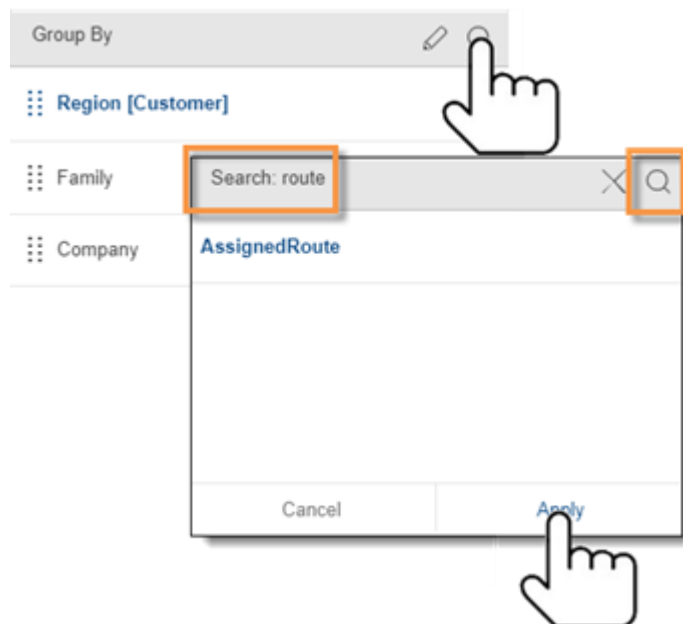 Group By
Region [Customer]
Family
Search: route
Company
AssignedRoute
Cancel
Apply